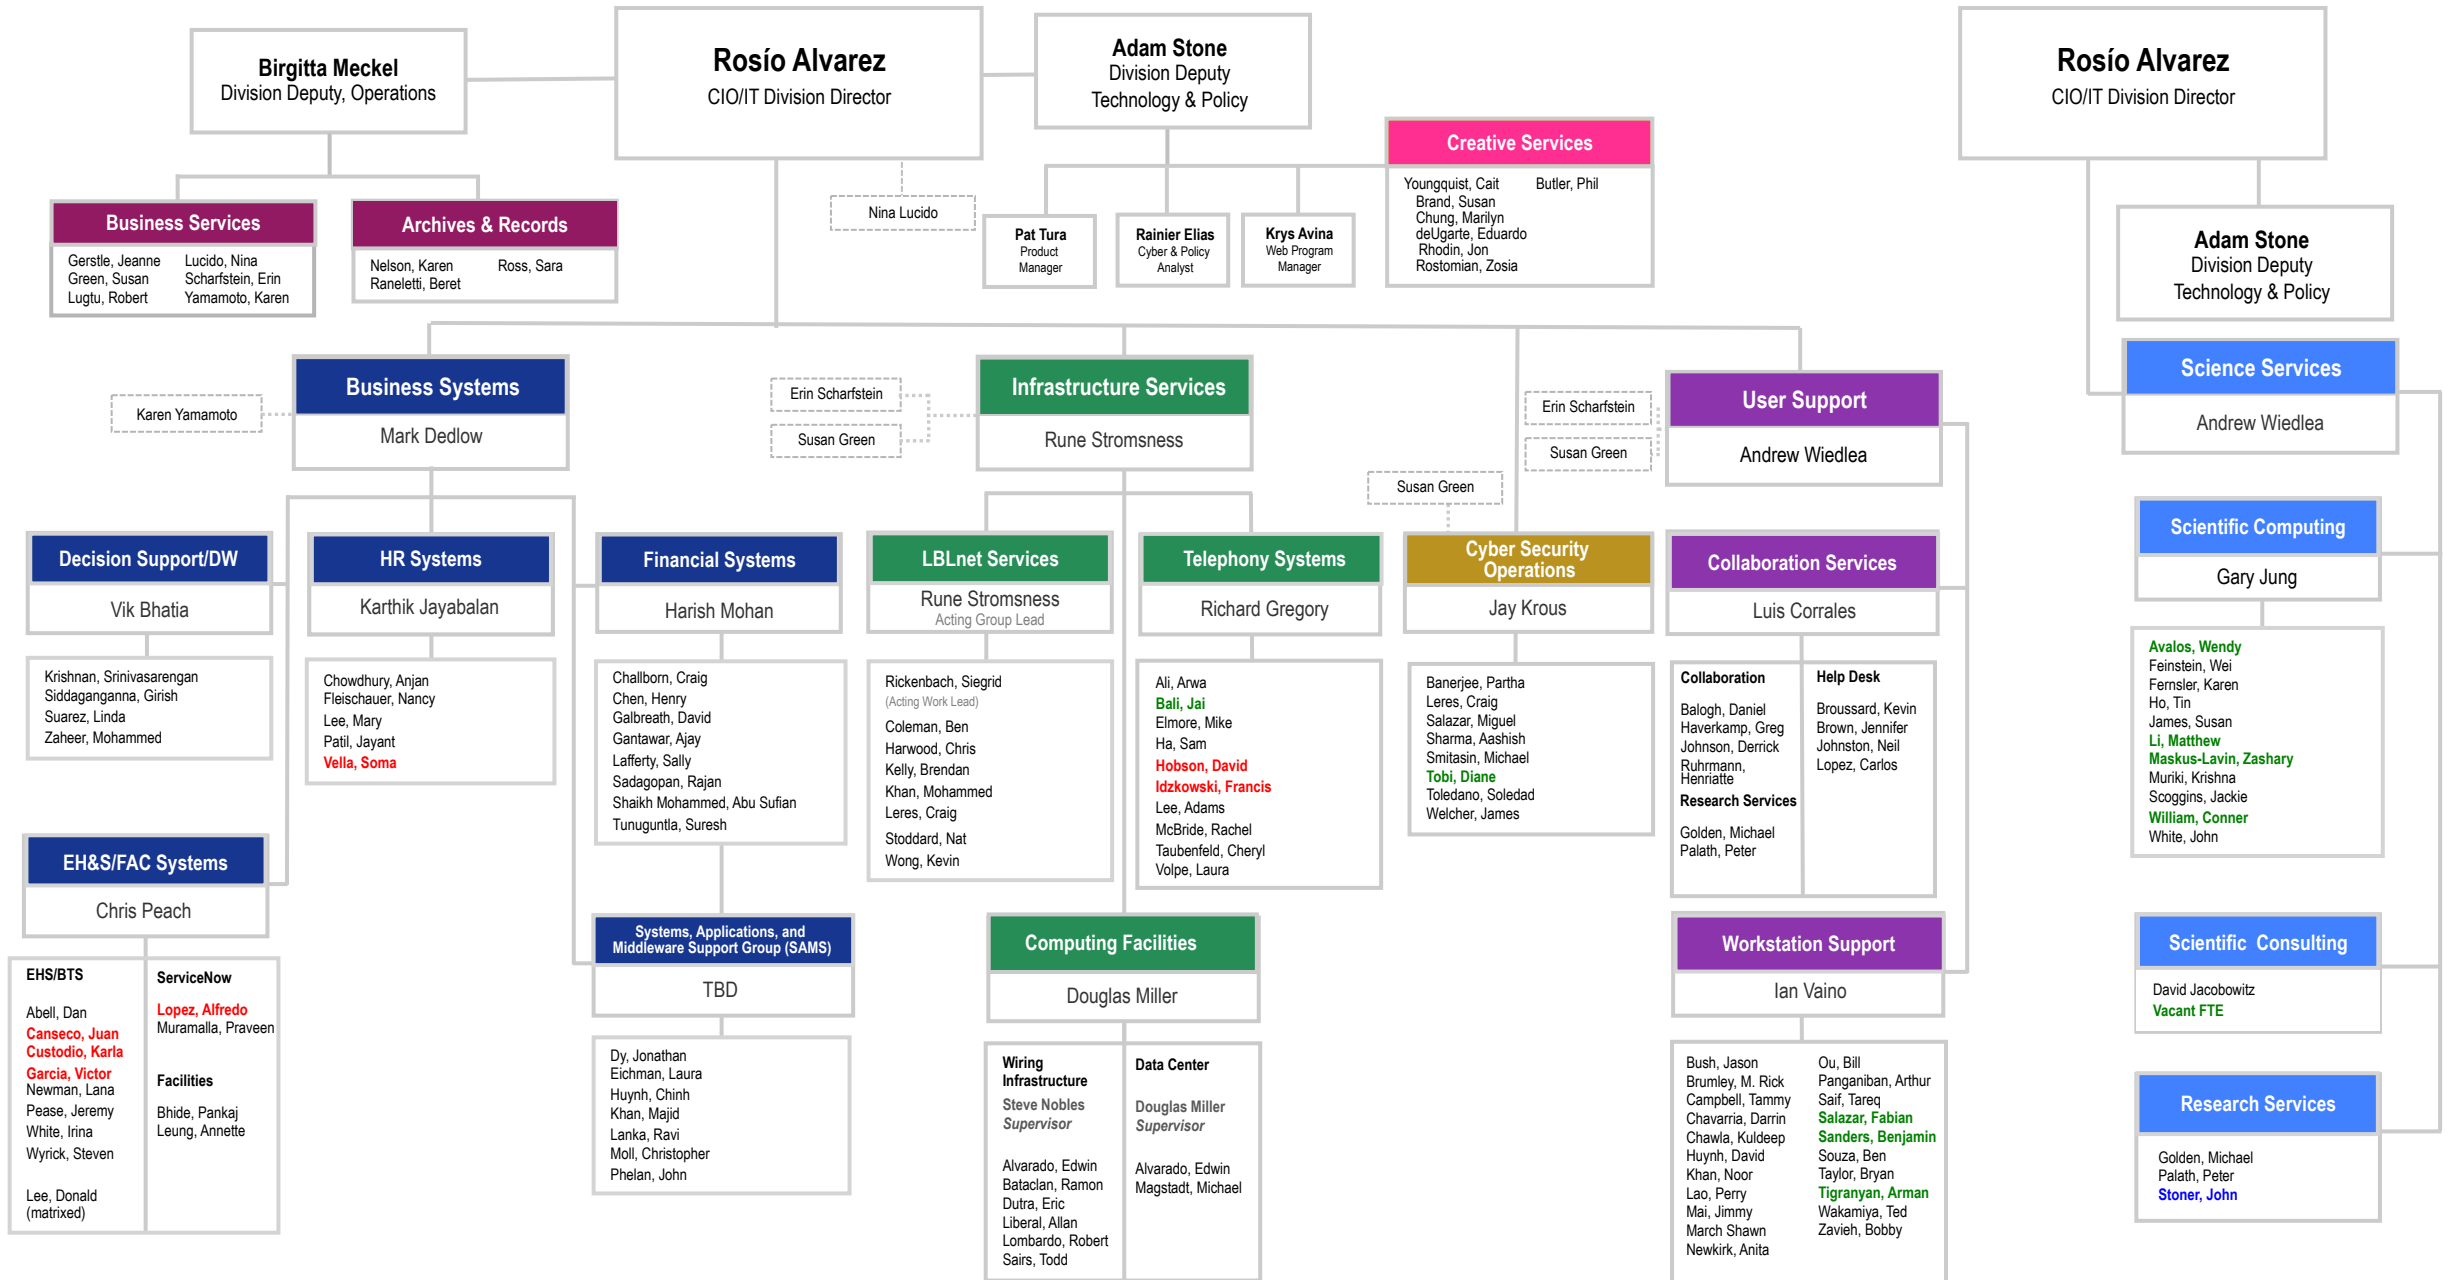 Birgitta Meckel
Division Deputy, Operations
Rosío Alvarez
CIO/IT Division Director
Adam Stone
Division Deputy
Technology & Policy
Rosío Alvarez
CIO/IT Division Director
Adam Stone
Division Deputy
Technology & Policy
Business Services
Gerstle, Jeanne
Green, Susan
Lugtu, Robert
Lucido, Nina
Scharfstein, Erin
Yamamoto, Karen
Archives & Records
Nelson, Karen
Raneletti, Beret
Ross, Sara
Nina Lucido
Pat Tura
Product
Manager
Rainier Elias
Cyber & Policy
Analyst
Krys Avina
Web Program
Manager
Creative Services
Youngquist, Cait
Brand, Susan
Chung, Marilyn
deUgarte, Eduardo
Rhodin, Jon
Rostomian, Zosia
Butler, Phil
Karen Yamamoto
Business Systems
Mark Dedlow
Erin Scharfstein
Susan Green
Infrastructure Services
Rune Stromsness
Erin Scharfstein
Susan Green
User Support
Andrew Wiedlea
Susan Green
Science Services
Andrew Wiedlea
Decision Support/DW
Vik Bhatia
Krishnan, Srinivasarengan
Siddaganganna, Girish
Suarez, Linda
Zaheer, Mohammed
HR Systems
Karthik Jayabalan
Chowdhury, Anjan
Fleischauer, Nancy
Lee, Mary
Patil, Jayant
Vella, Soma
Financial Systems
Harish Mohan
Challborn, Craig
Chen, Henry
Galbreath, David
Gantawar, Ajay
Lafferty, Sally
Sadagopan, Rajan
Shaikh Mohammed, Abu Sufian
Tunuguntla, Suresh
LBLnet Services
Rune Stromsness
Acting Group Lead
Rickenbach, Siegrid
(Acting Work Lead)
Coleman, Ben
Harwood, Chris
Kelly, Brendan
Khan, Mohammed
Leres, Craig
Stoddard, Nat
Wong, Kevin
Telephony Systems
Richard Gregory
Ali, Arwa
Bali, Jai
Elmore, Mike
Ha, Sam
Hobson, David
Idzkowski, Francis
Lee, Adams
McBride, Rachel
Taubenfeld, Cheryl
Volpe, Laura
Cyber Security
Operations
Jay Krous
Banerjee, Partha
Leres, Craig
Salazar, Miguel
Sharma, Aashish
Smitasin, Michael
Tobi, Diane
Toledano, Soledad
Welcher, James
Collaboration Services
Luis Corrales
Collaboration
Balogh, Daniel
Haverkamp, Greg
Johnson, Derrick
Ruhrmann,
Henriatte
Research Services
Golden, Michael
Palath, Peter
Help Desk
Broussard, Kevin
Brown, Jennifer
Johnston, Neil
Lopez, Carlos
Scientific Computing
Gary Jung
Avalos, Wendy
Feinstein, Wei
Fernsler, Karen
Ho, Tin
James, Susan
Li, Matthew
Maskus-Lavin, Zashary
Muriki, Krishna
Scoggins, Jackie
William, Conner
White, John
EH&S/FAC Systems
Chris Peach
EHS/BTS
Abell, Dan
Canseco, Juan
Custodio, Karla
Garcia, Victor
Newman, Lana
Pease, Jeremy
White, Irina
Wyrick, Steven
Lee, Donald
(matrixed)
ServiceNow
Lopez, Alfredo
Muramalla, Praveen
Facilities
Bhide, Pankaj
Leung, Annette
Systems, Applications, and
Middleware Support Group (SAMS)
TBD
Dy, Jonathan
Eichman, Laura
Huynh, Chinh
Khan, Majid
Lanka, Ravi
Moll, Christopher
Phelan, John
Computing Facilities
Douglas Miller
Wiring
Infrastructure
Steve Nobles
Supervisor
Alvarado, Edwin
Bataclan, Ramon
Dutra, Eric
Liberal, Allan
Lombardo, Robert
Sairs, Todd
Data Center
Douglas Miller
Supervisor
Alvarado, Edwin
Magstadt, Michael
Workstation Support
Ian Vaino
Bush, Jason
Brumley, M. Rick
Campbell, Tammy
Chavarria, Darrin
Chawla, Kuldeep
Huynh, David
Khan, Noor
Lao, Perry
Mai, Jimmy
March Shawn
Newkirk, Anita
Ou, Bill
Panganiban, Arthur
Saif, Tareq
Salazar, Fabian
Sanders, Benjamin
Souza, Ben
Taylor, Bryan
Tigranyan, Arman
Wakamiya, Ted
Zavieh, Bobby
Scientific  Consulting
David Jacobowitz
Vacant FTE
Research Services
Golden, Michael
Palath, Peter
Stoner, John